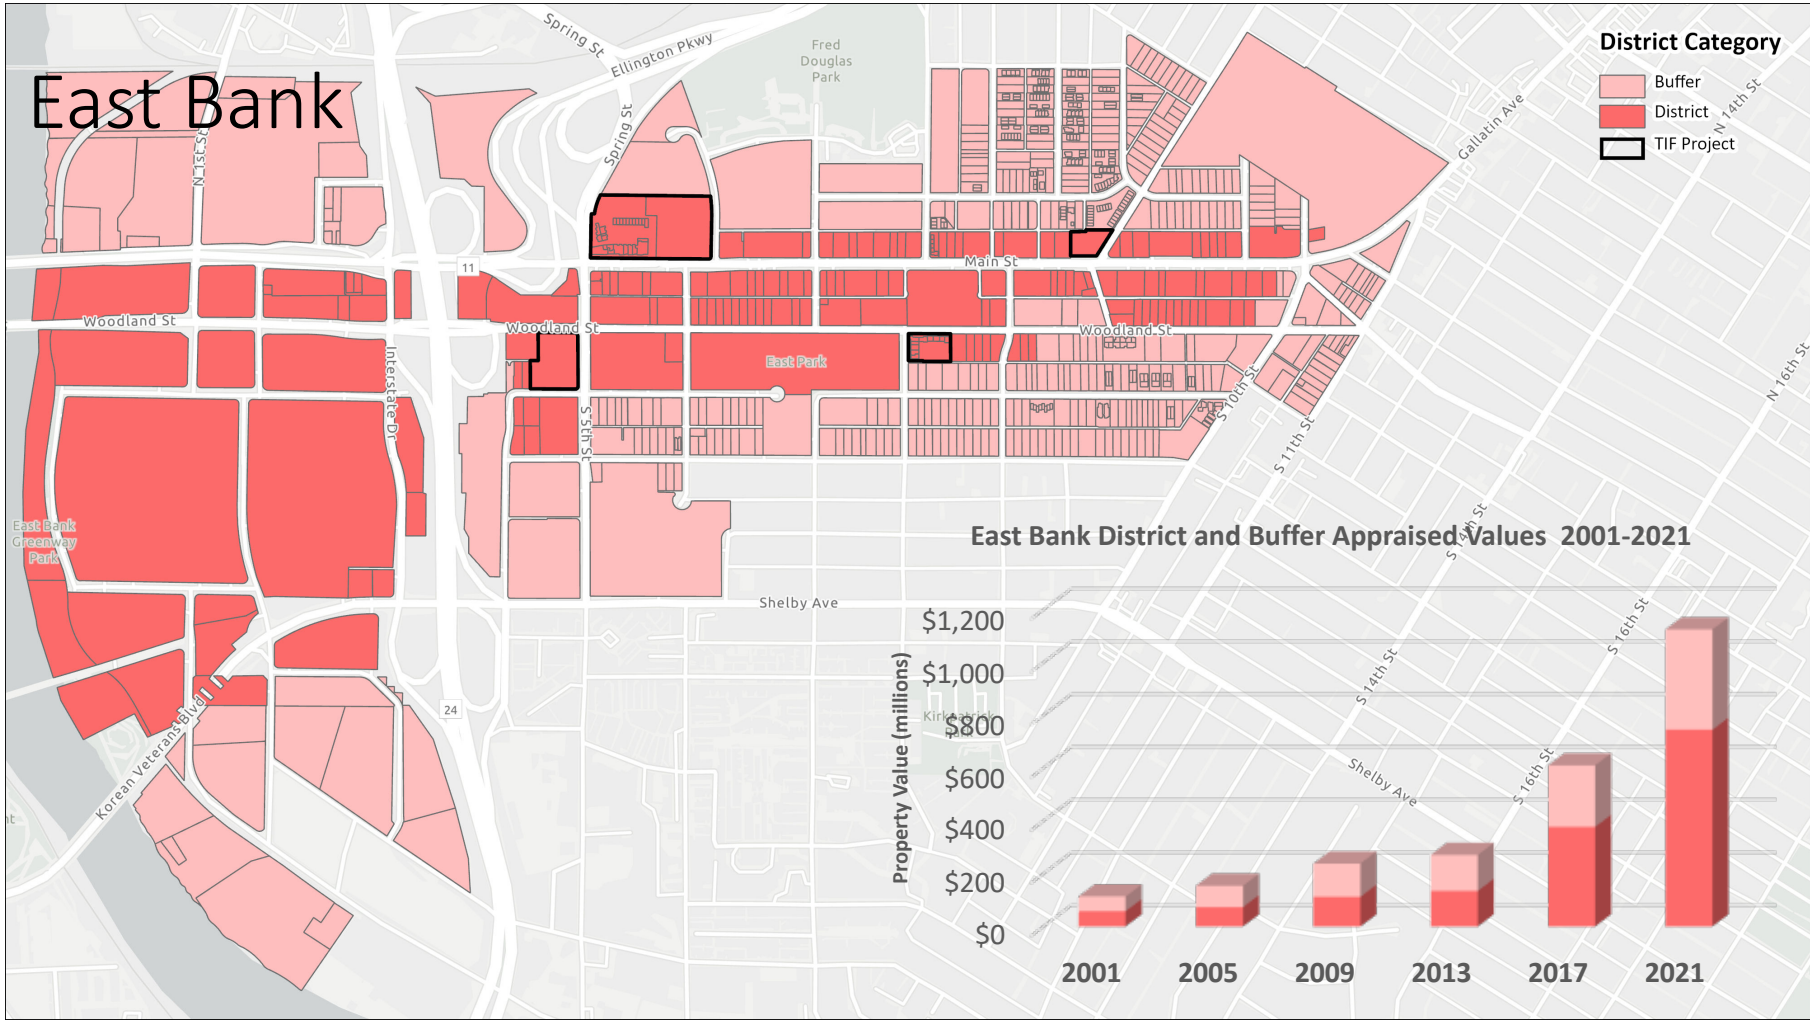 Spring St
Ellington Pkwy
Fred
Douglas
Park
District Category
Buffer
District
TIF Project
East Bank
N 1st St
Spring St
Gallatin Ave
N 14th St
11
Main St
Woodland St
Woodland St
Woodland St
East Park
Interstate Dr
S 5th St
S 10th St
S 11th St
N 16th St
East Bank
Greenway
Park
S 14th St
East Bank District and Buffer Appraised Values 2001-2021
Shelby Ave
S 16th St
S 14th St
24
Korean Veterans Blvd
Kirkpatrick
Park
Shelby Ave
S 16th St
nt
Property Value (millions)
$1,200
$1,000
$800
$600
$400
$200
$0
2001
2005
2009
2013
2017
2021